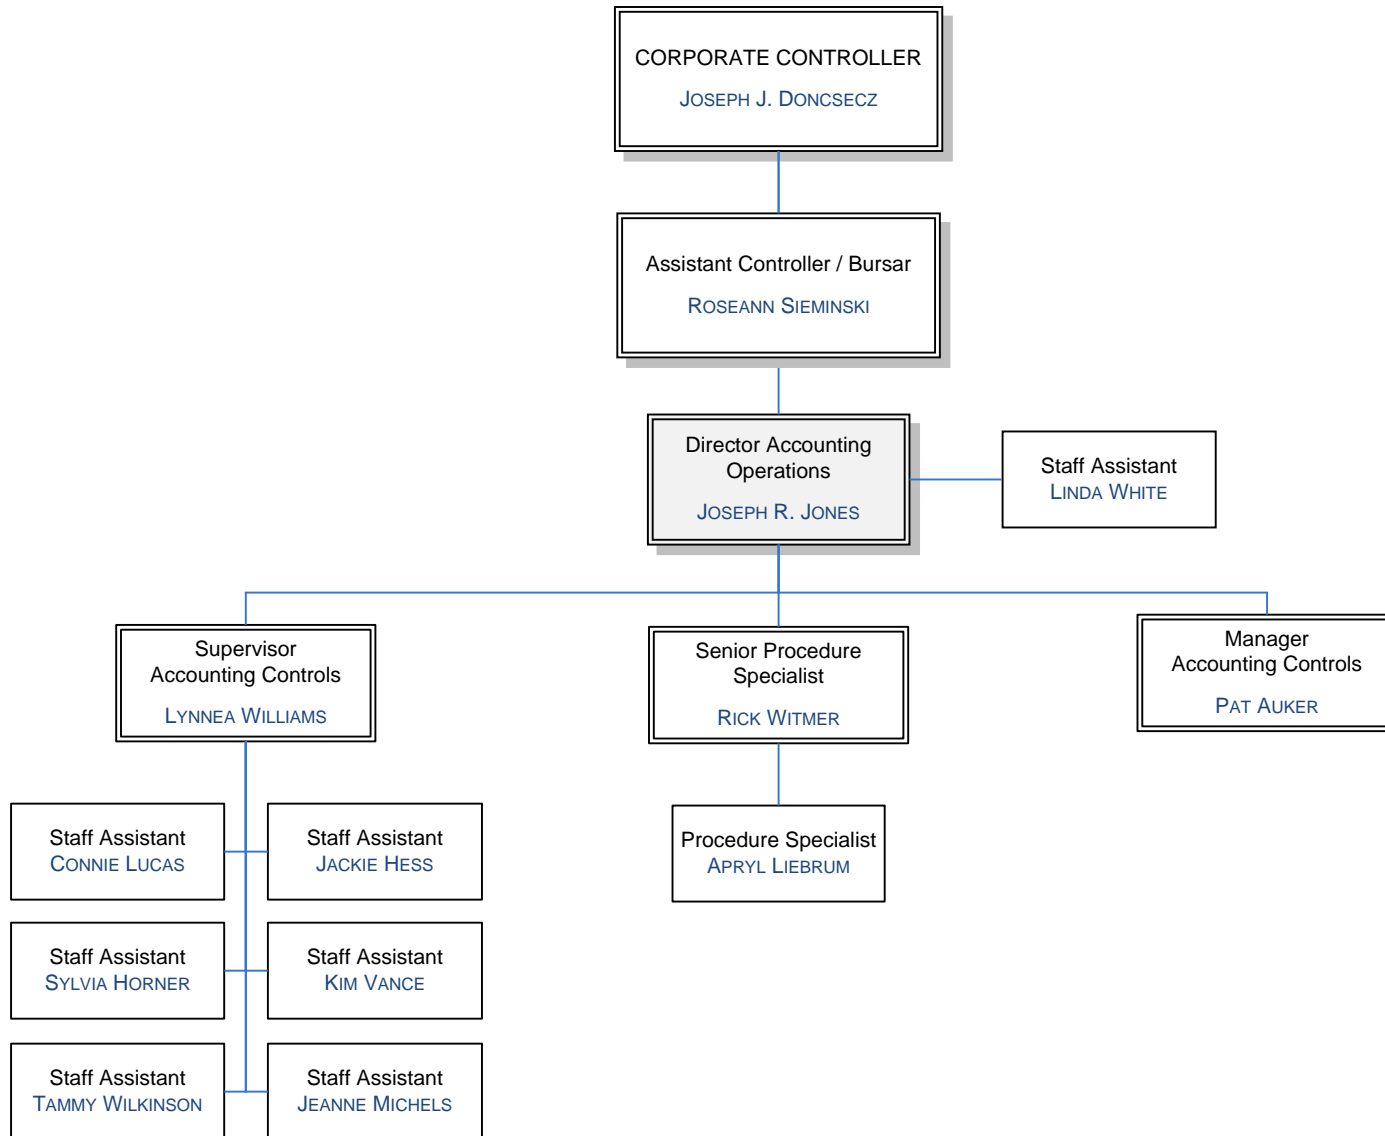 CORPORATE CONTROLLER
JOSEPH J. DONCSECZ
Assistant Controller / Bursar
ROSEANN SIEMINSKI
Director Accounting
Operations
JOSEPH R. JONES
Staff Assistant
LINDA WHITE
Supervisor
Accounting Controls
LYNNEA WILLIAMS
Senior Procedure
Specialist
RICK WITMER
Manager
Accounting Controls
PAT AUKER
Staff Assistant
CONNIE LUCAS
Staff Assistant
JACKIE HESS
Procedure Specialist
APRYL LIEBRUM
Staff Assistant
SYLVIA HORNER
Staff Assistant
KIM VANCE
Staff Assistant
TAMMY WILKINSON
Staff Assistant
JEANNE MICHELS